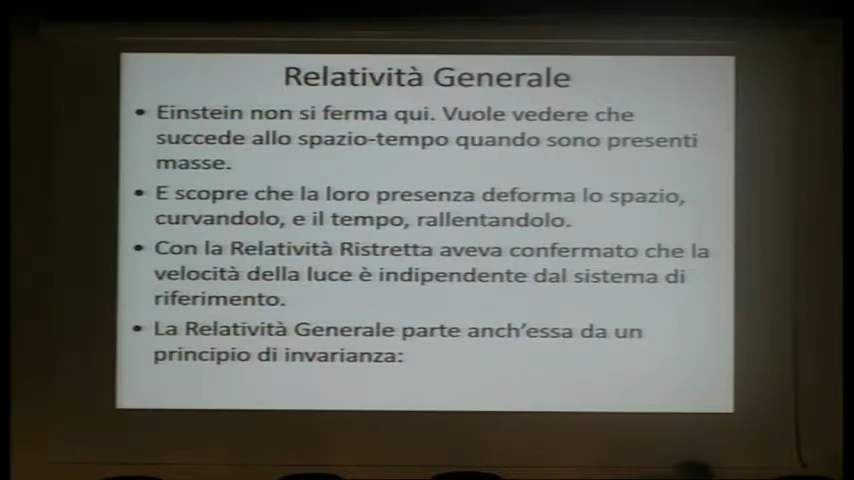 Relatività Generale
• Einstein non si ferma qui. Vuole vedere che
succede allo spazio-tempo quando sono presenti
masse.
• E scopre che la loro presenza deforma lo spazio,
curvandolo, e il tempo, rallentandolo.
• Con la Relatività Ristretta aveva confermato che la
velocità della luce è indipendente dal sistema di
riferimento.
• La Relatività Generale parte anch'essa da un
principio di invarianza: